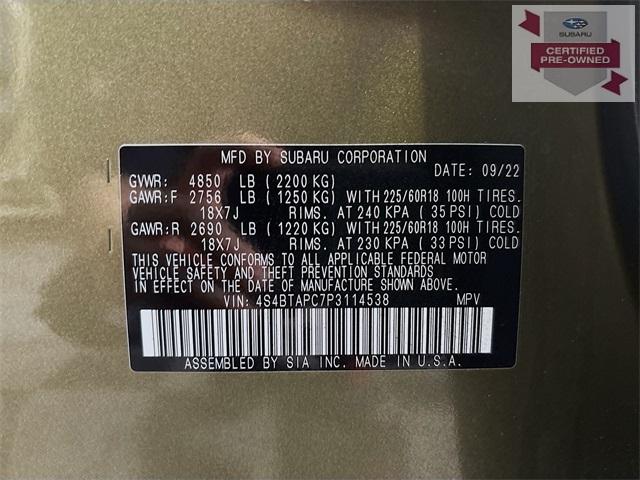 SUBARU
CERTIFIED
PRE-OWNED
MFD BY SUBARU CORPORATION
DATE: 09/22
GVWR: 4850 LB (2200 KG)
GAWR:F 2756 LB (1250 KG) WITH 225/60R18 100H TIRES.
18X7J RIMS. AT 240 KPA (35 PSI) COLD
GAWR:R 2690 LB (1220 KG) WITH 225/60R18 100H TIRES.
18X7J RIMS. AT 230 KPA (33 PSI) COLD
THIS VEHICLE CONFORMS TO ALL APPLICABLE FEDERAL MOTOR
VEHICLE SAFETY AND THEFT PREVENTION STANDARDS
IN EFFECT ON THE DATE OF MANUFACTURE SHOWN ABOVE.
VIN: 4S4BTAPC7P3114538 MPV
ASSEMBLED BY SIA INC. MADE IN U.S.A.